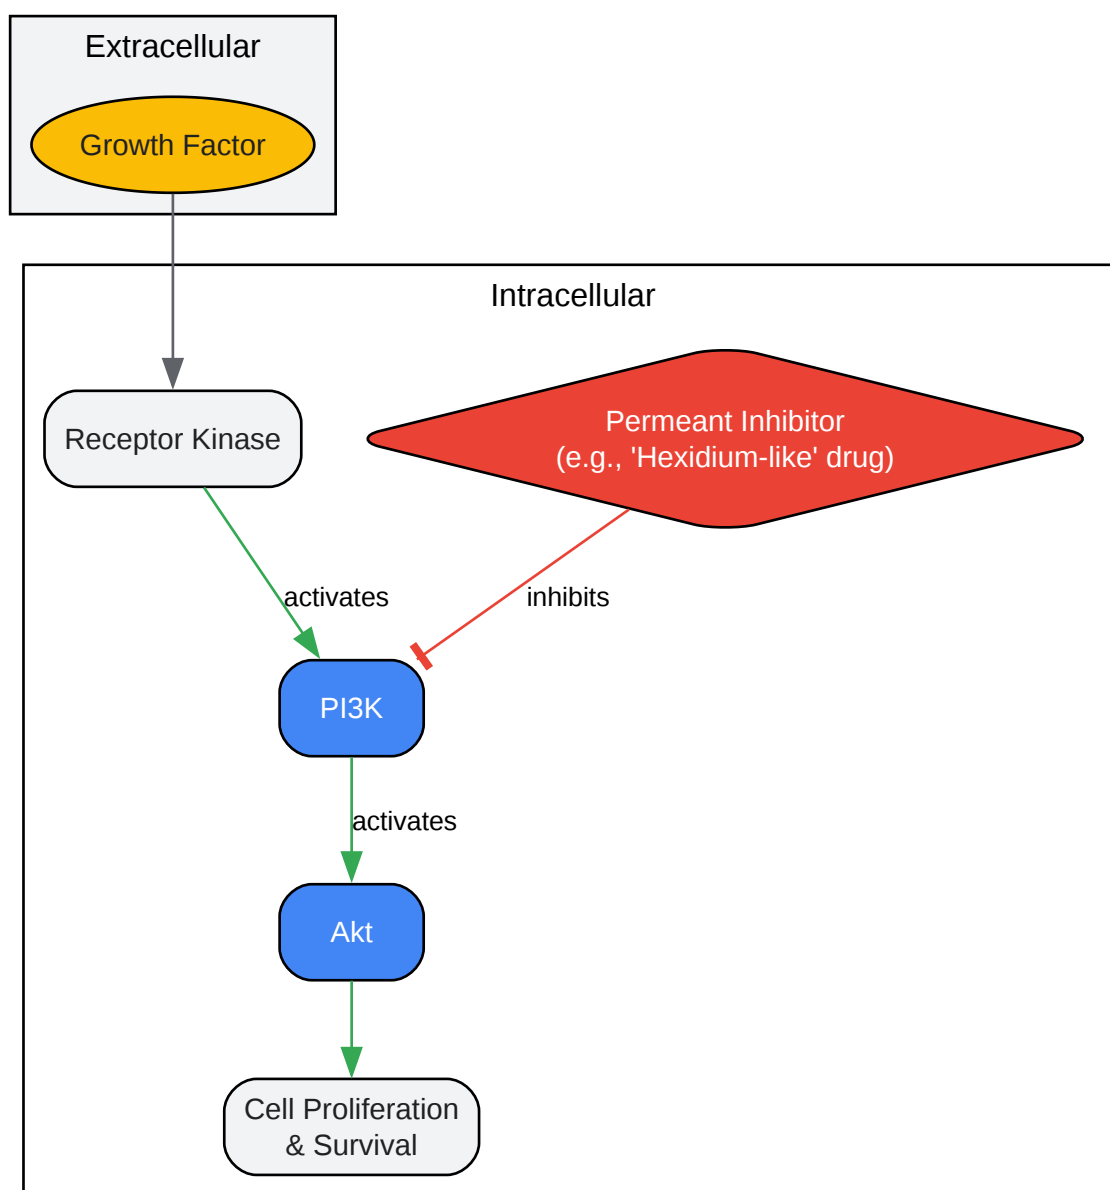 Extracellular
Growth Factor
Intracellular
Receptor Kinase
Permeant Inhibitor
(e.g., 'Hexidium-like' drug)
activates
inhibits
PI3K
activates
Akt
Cell Proliferation
& Survival